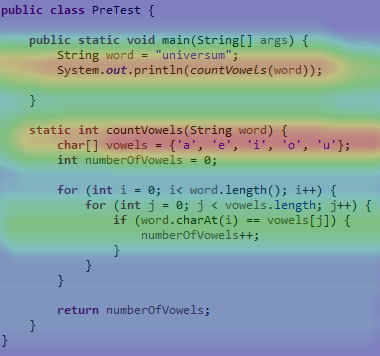 public class PreTest {
public static void main(String[] args) {
String word = "universum";
System.out.println(countVowels(word));
}
static int countVowels(String word) {
char[] vowels = {'a', 'e', 'i', 'o', 'u'};
int numberOfVowels = 0;
for (int i = 0; i< word.length(); i++) {
for (int j = 0; j < vowels.length; j++) {
if (word.charAt(i) == vowels[j]) {
numberOfVowels++;
}
}
}
return numberOfVowels;
}
}